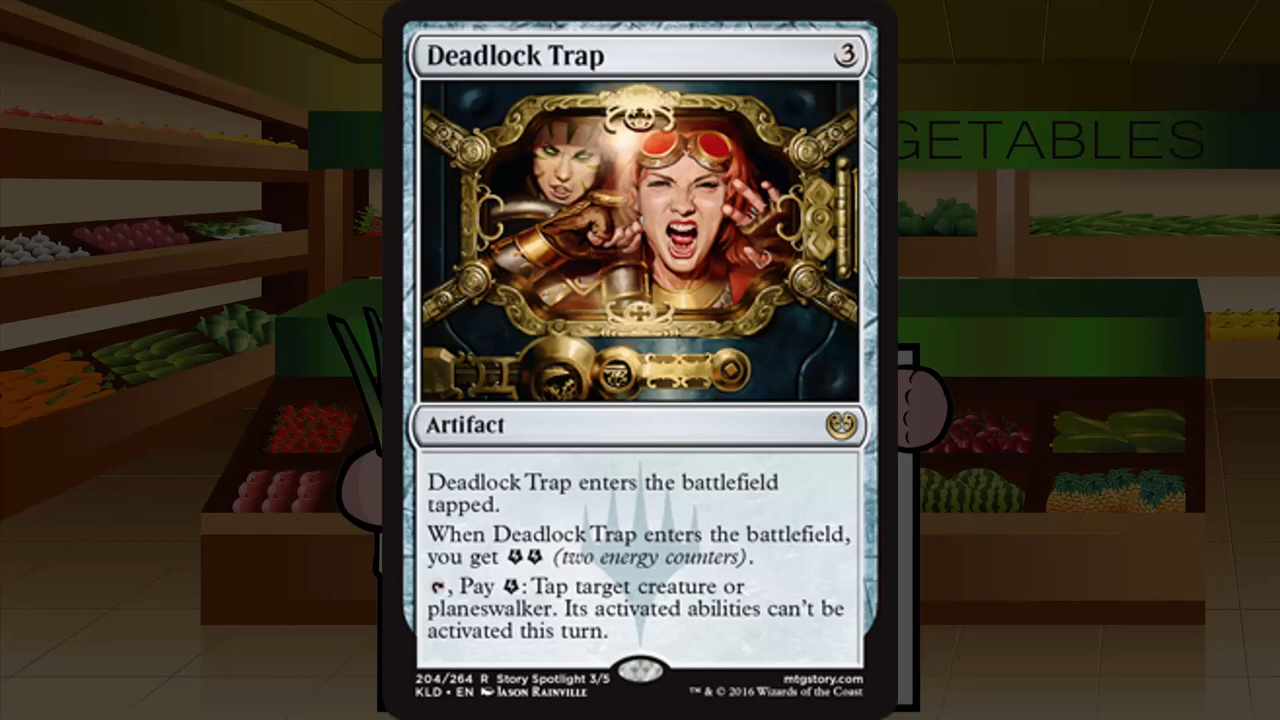 Deadlock Trap 3
GETABLES
Artifact
Deadlock Trap enters the battlefield
tapped.
When Deadlock Trap enters the battlefield,
you get (two energy counters).
, Pay : Tap target creature or
planeswalker. Its activated abilities can't be
activated this turn.
204/264 R Story Spotlight 3/5
KLD • EN Jason Rainville
mtgstory.com
™ & © 2016 Wizards of the Coast